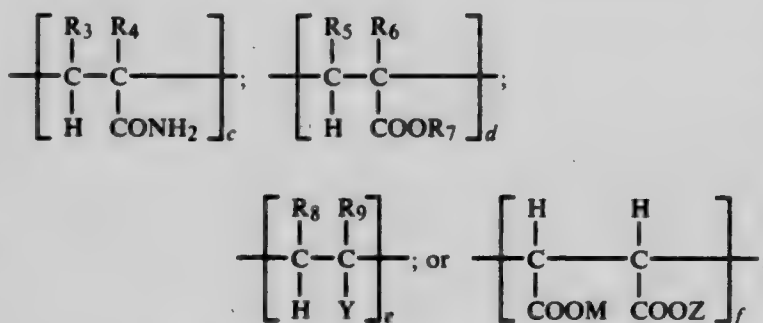 R3 R4 R5 R6
C—C ; C—C ;
H CONH2 c H COOR7 d
R8 R9 H H
C—C ; or C—C
H Y e COOM COOZ f